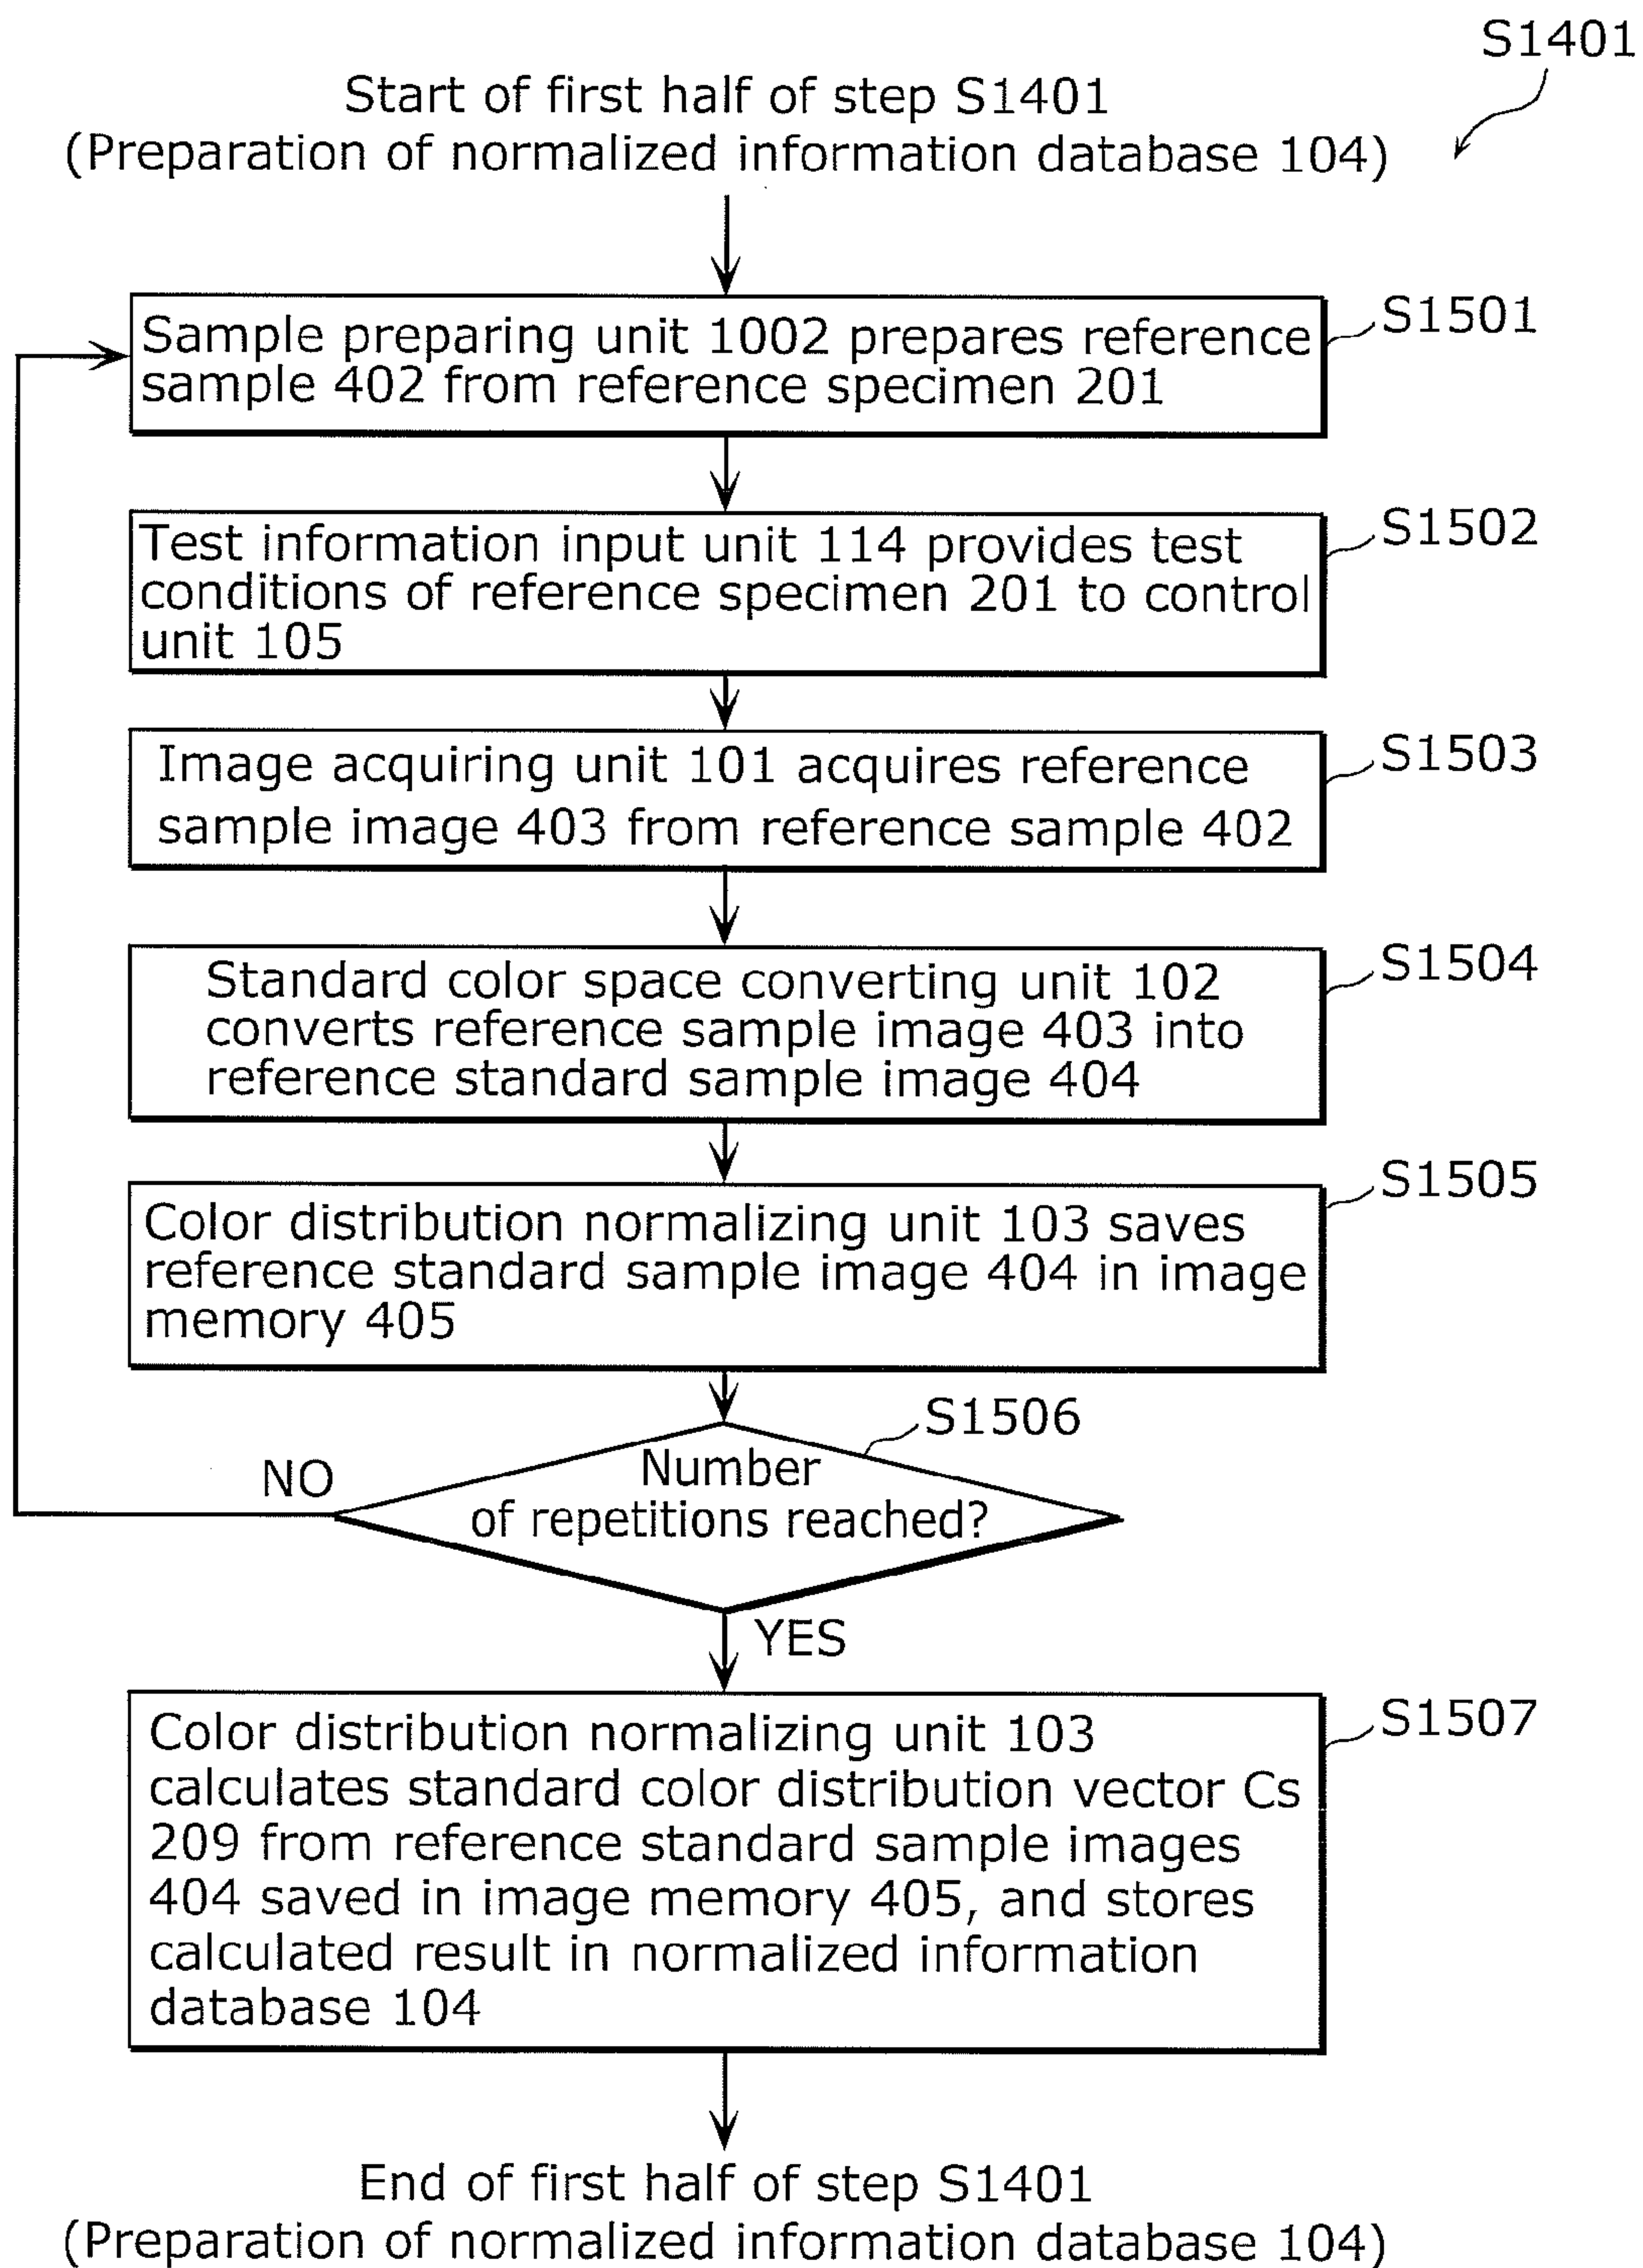 S1401
Start of first half of step S1401
(Preparation of normalized information database 104)
S1501
Sample preparing unit 1002 prepares reference
sample 402 from reference specimen 201
S1502
Test information input unit 114 provides test
conditions of reference specimen 201 to control
unit 105
S1503
Image acquiring unit 101 acquires reference
sample image 403 from reference sample 402
S1504
Standard color space converting unit 102
converts reference sample image 403 into
reference standard sample image 404
S1505
Color distribution normalizing unit 103 saves
reference standard sample image 404 in image
memory 405
S1506
NO
Number
of repetitions reached?
YES
S1507
Color distribution normalizing unit 103
calculates standard color distribution vector Cs
209 from reference standard sample images
404 saved in image memory 405, and stores
calculated result in normalized information
database 104
End of first half of step S1401
(Preparation of normalized information database 104)